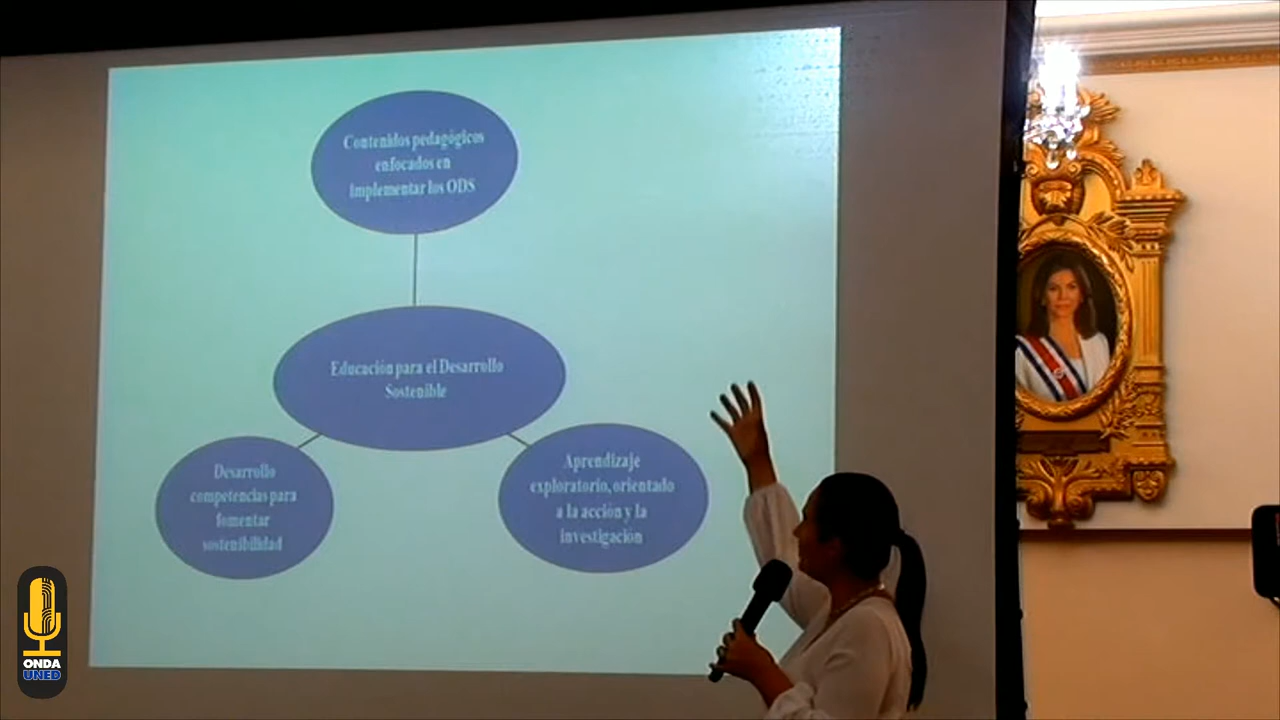 Contenidos pedagógicos
enfocados en
implementar los ODS
Educación para el Desarrollo
Sostenible
Desarrollo
competencias para
fomentar
sostenibilidad
Aprendizaje
exploratorio, orientado
a la acción y la
investigación
ONDA
UNED